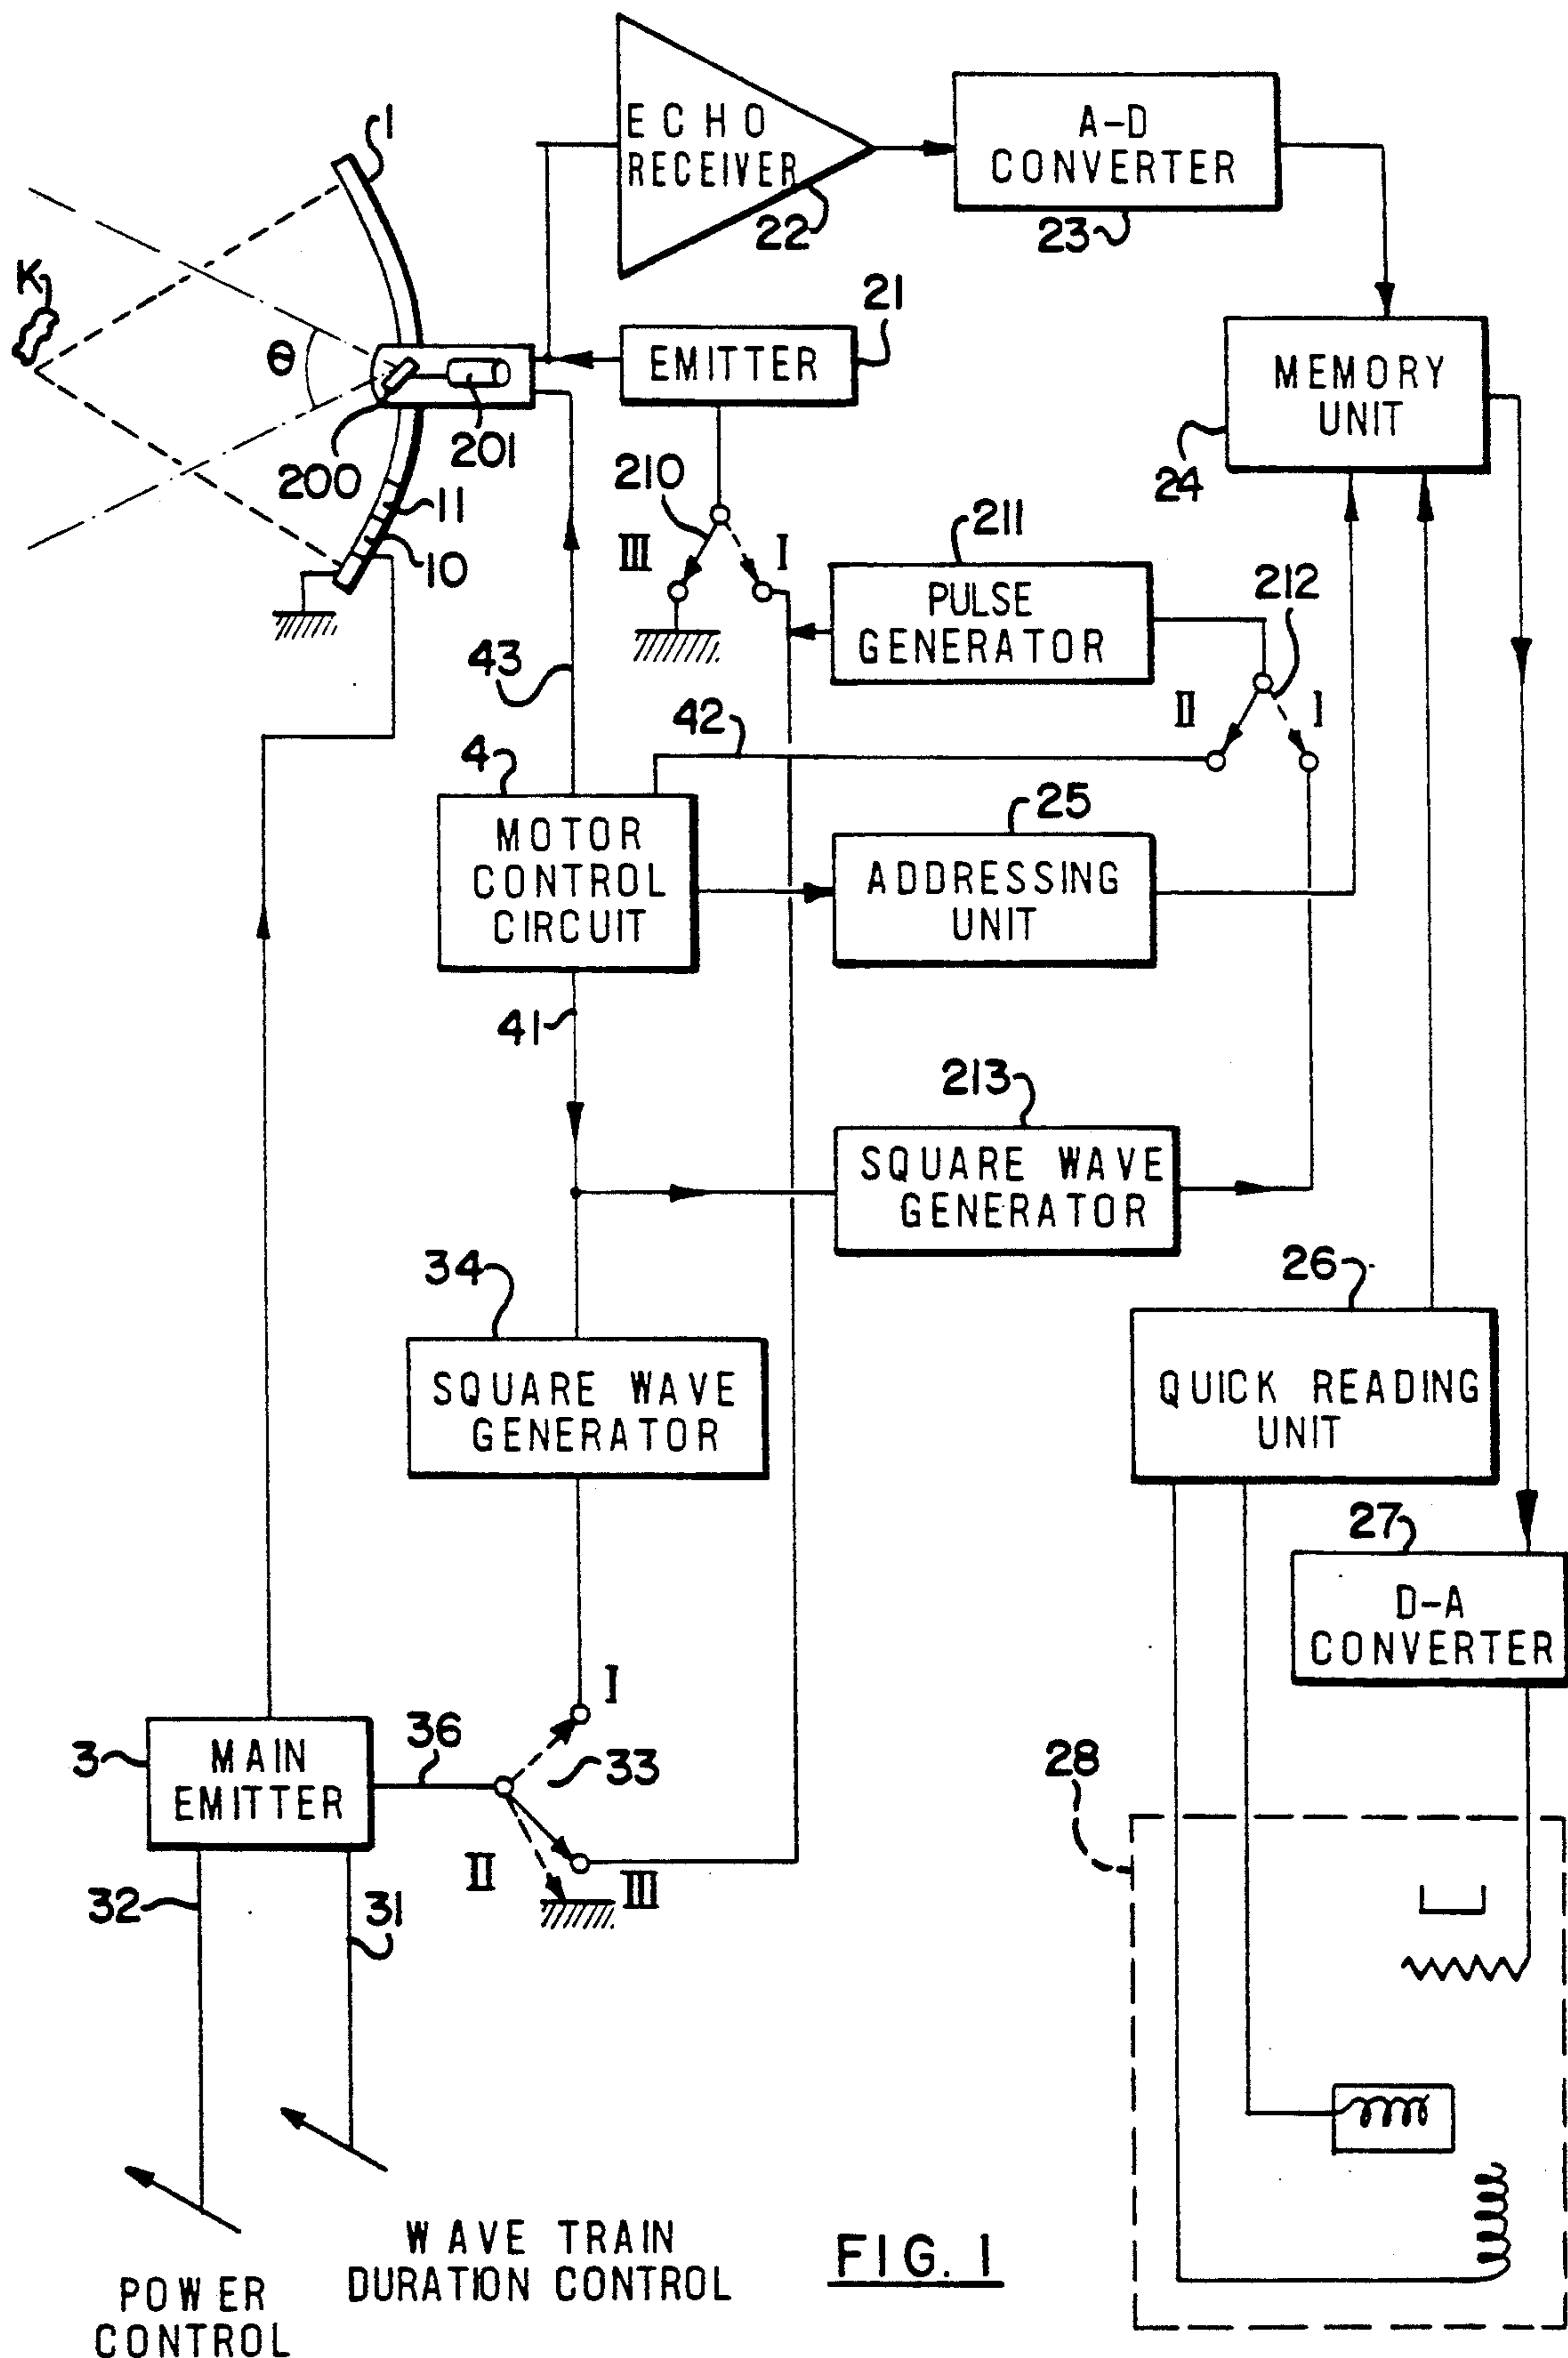 1
ECHO
RECEIVER
22
A-D
CONVERTER
23
K
Θ
200
201
11
10
EMITTER
21
MEMORY
UNIT
24
210
III
I
211
PULSE
GENERATOR
212
II
I
43
42
4
MOTOR
CONTROL
CIRCUIT
25
ADDRESSING
UNIT
41
213
SQUARE WAVE
GENERATOR
34
SQUARE WAVE
GENERATOR
26
QUICK READING
UNIT
27
D-A
CONVERTER
3
MAIN
EMITTER
36
I
33
II
III
28
32
31
WAVE TRAIN
DURATION CONTROL
POWER
CONTROL
FIG. 1